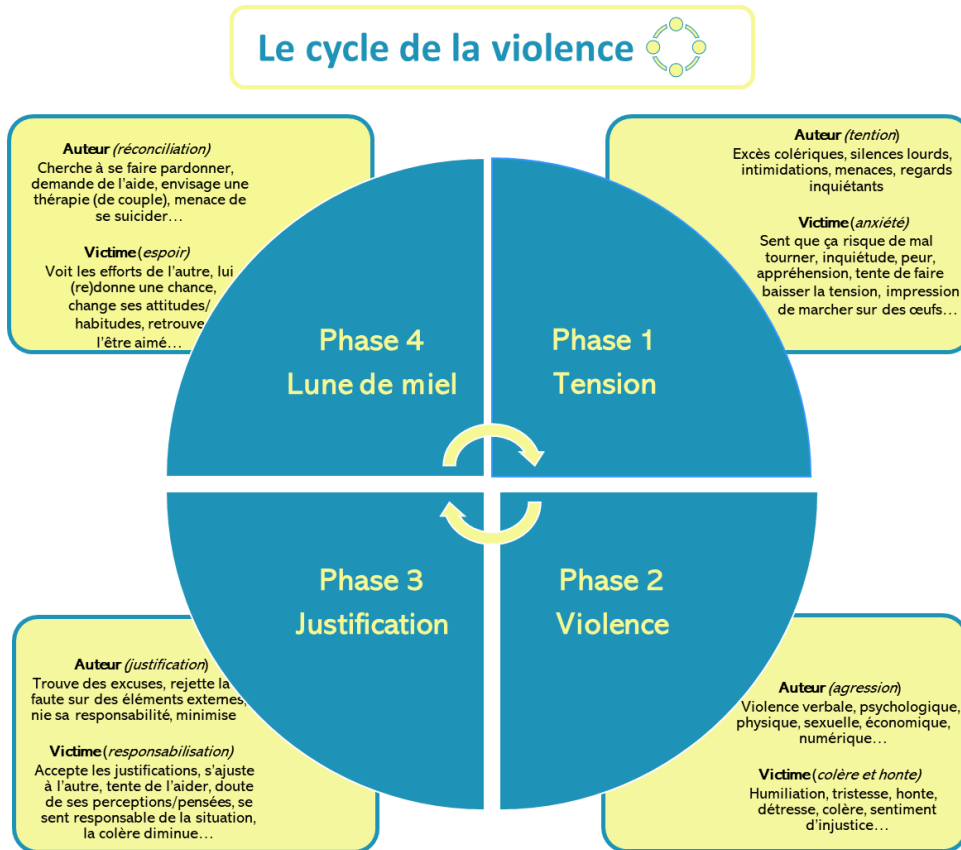 Le cycle de la violence
Auteur (réconciliation)
Cherche à se faire pardonner,
demande de l'aide, envisage une
thérapie (de couple), menace de
se suicider…
Victime (espoir)
Voit les efforts de l'autre, lui
(re)donne une chance,
change ses attitudes/
habitudes, retrouve
l'être aimé…
Auteur (tention)
Excès colériques, silences lourds,
intimidations, menaces, regards
inquiétants
Victime (anxiété)
Sent que ça risque de mal
tourner, inquiétude, peur,
appréhension, tente de faire
baisser la tension, impression
de marcher sur des œufs…
Phase 4
Lune de miel
Phase 1
Tension
Phase 3
Justification
Phase 2
Violence
Auteur (justification)
Trouve des excuses, rejette la
faute sur des éléments externes,
nie sa responsabilité, minimise
Victime (responsabilisation)
Accepte les justifications, s'ajuste
à l'autre, tente de l'aider, doute
de ses perceptions/pensées, se
sent responsable de la situation,
la colère diminue…
Auteur (agression)
Violence verbale, psychologique,
physique, sexuelle, économique,
numérique…
Victime (colère et honte)
Humiliation, tristesse, honte,
détresse, colère, sentiment
d'injustice…